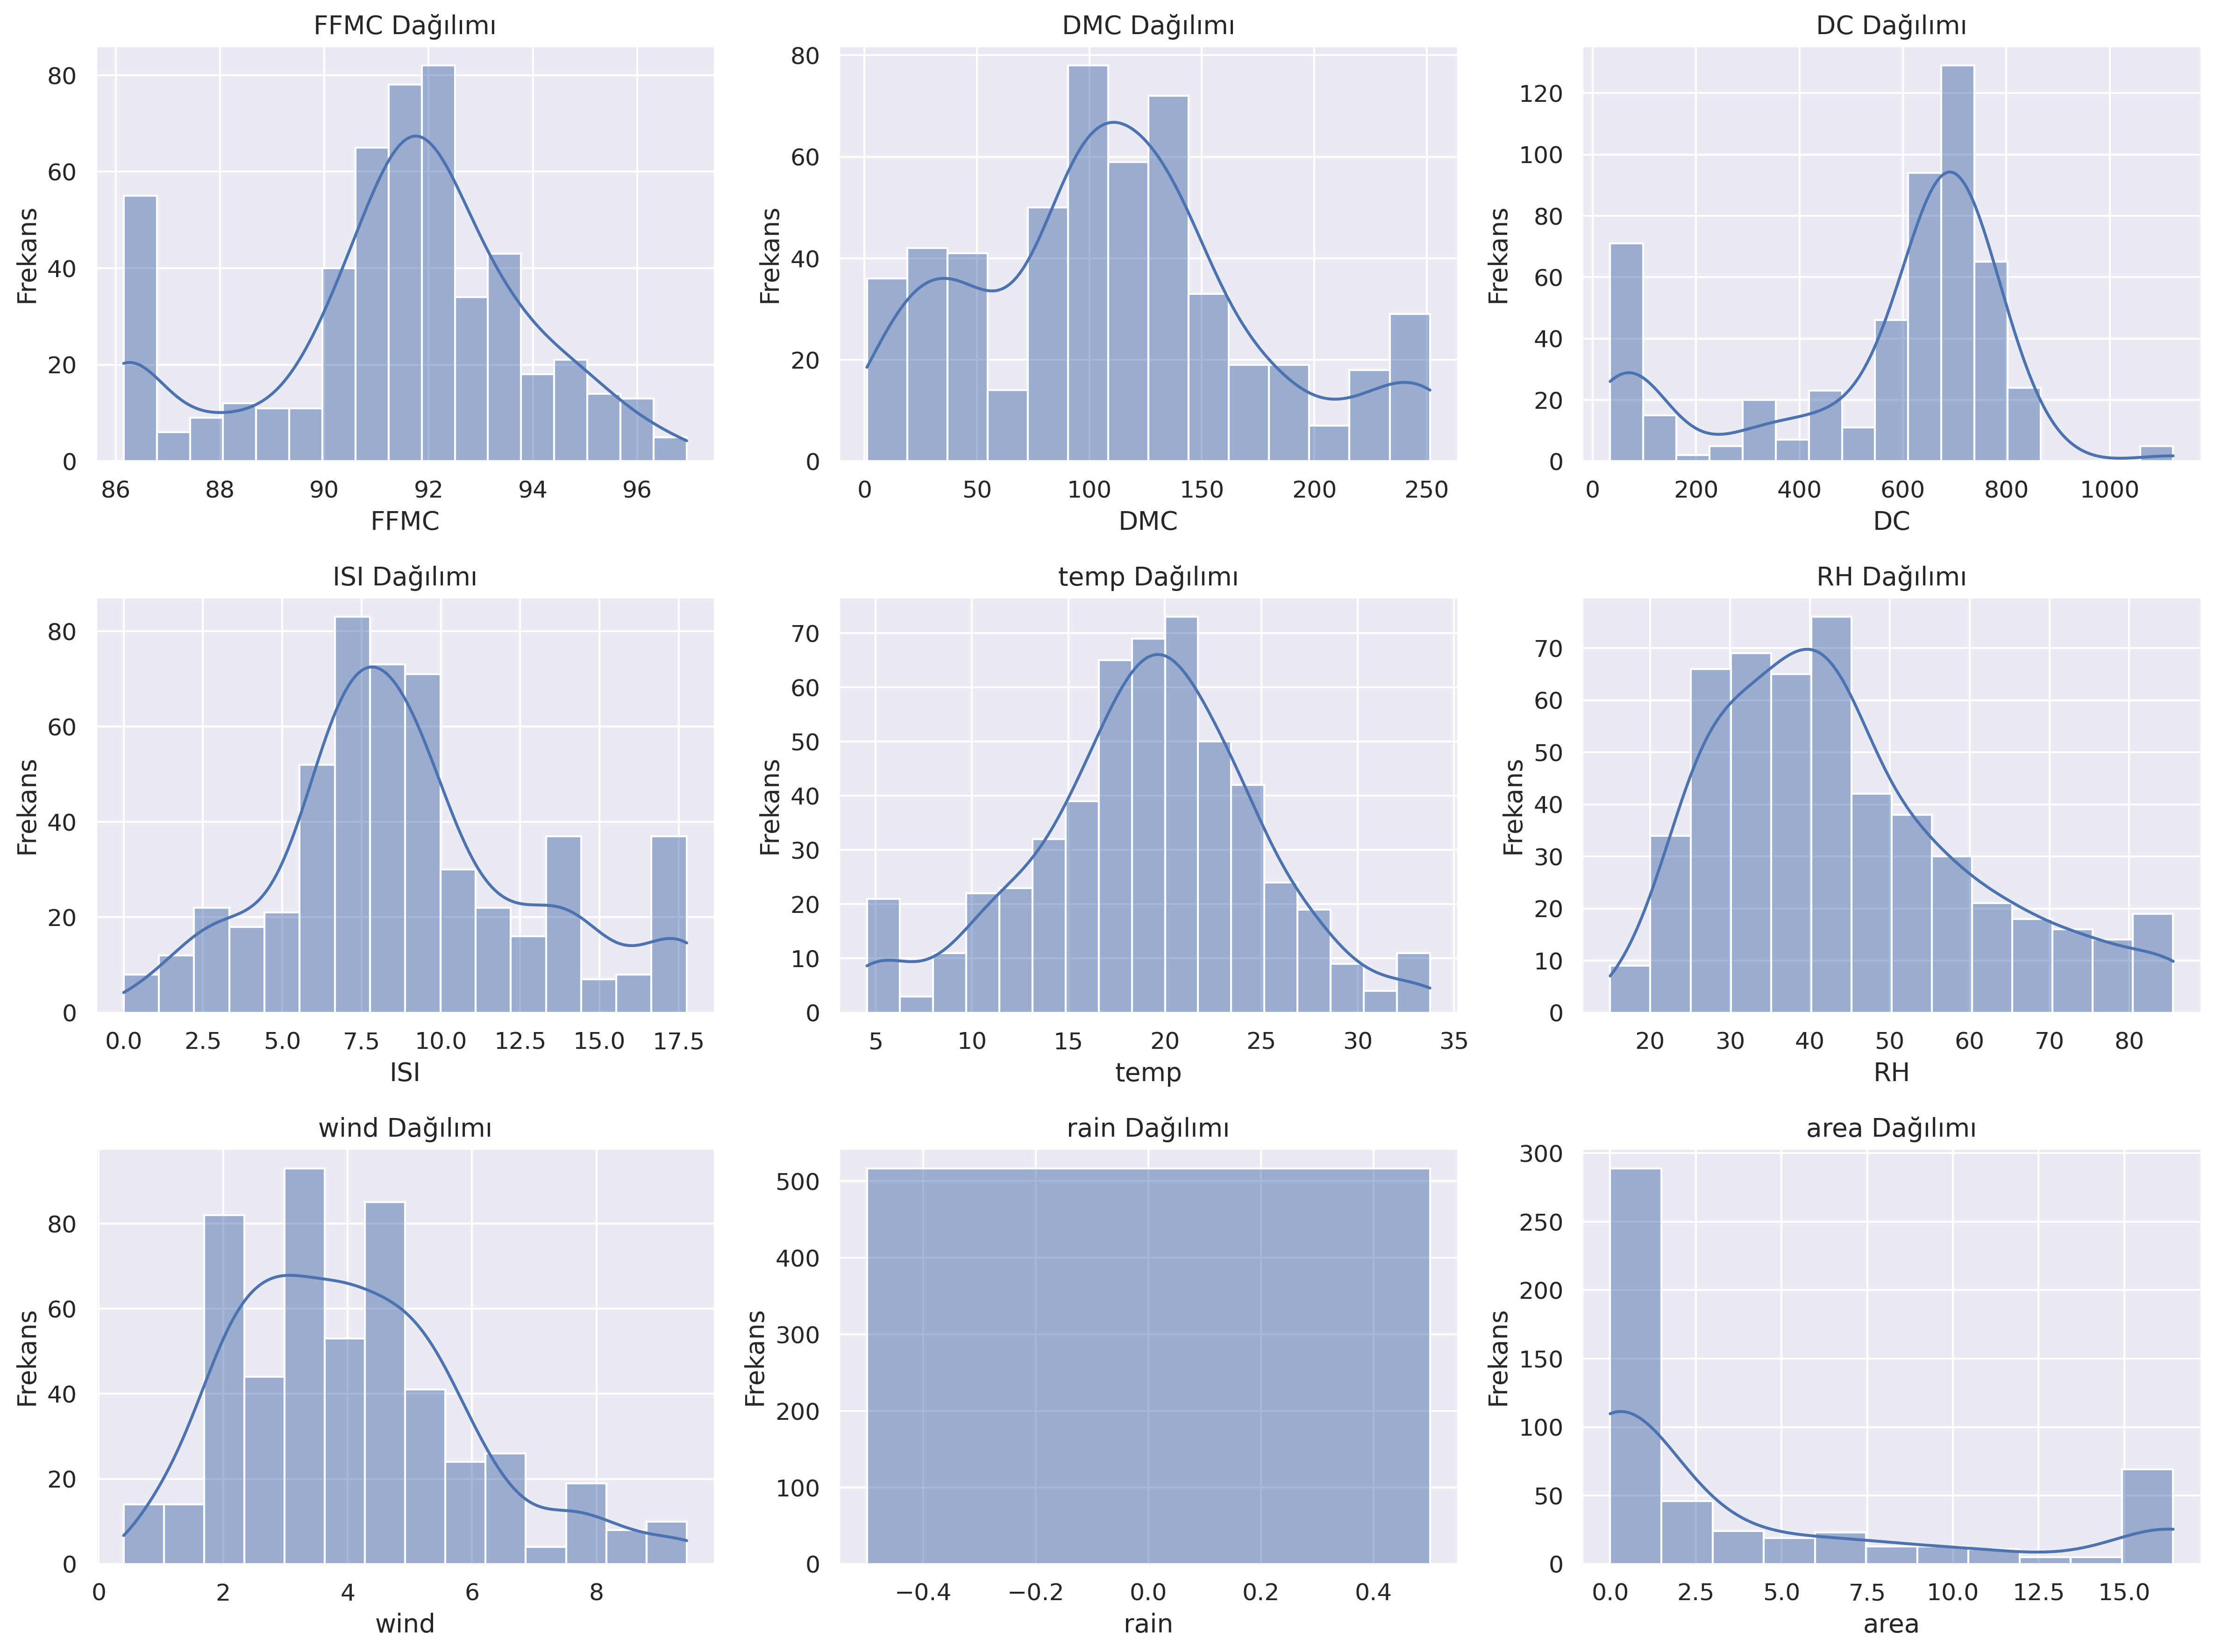 FFMC Dağılımı
Frekans
0
20
40
60
80
86 88 90 92 94 96
FFMC
DMC Dağılımı
Frekans
0
20
40
60
80
0 50 100 150 200 250
DMC
DC Dağılımı
Frekans
0
20
40
60
80
100
120
0 200 400 600 800 1000
DC
ISI Dağılımı
Frekans
0
20
40
60
80
0.0 2.5 5.0 7.5 10.0 12.5 15.0 17.5
ISI
temp Dağılımı
Frekans
0
10
20
30
40
50
60
70
5 10 15 20 25 30 35
temp
RH Dağılımı
Frekans
0
10
20
30
40
50
60
70
20 30 40 50 60 70 80
RH
wind Dağılımı
Frekans
0
20
40
60
80
0 2 4 6 8
wind
rain Dağılımı
Frekans
0
100
200
300
400
500
−0.4 −0.2 0.0 0.2 0.4
rain
area Dağılımı
Frekans
0
50
100
150
200
250
300
0.0 2.5 5.0 7.5 10.0 12.5 15.0
area